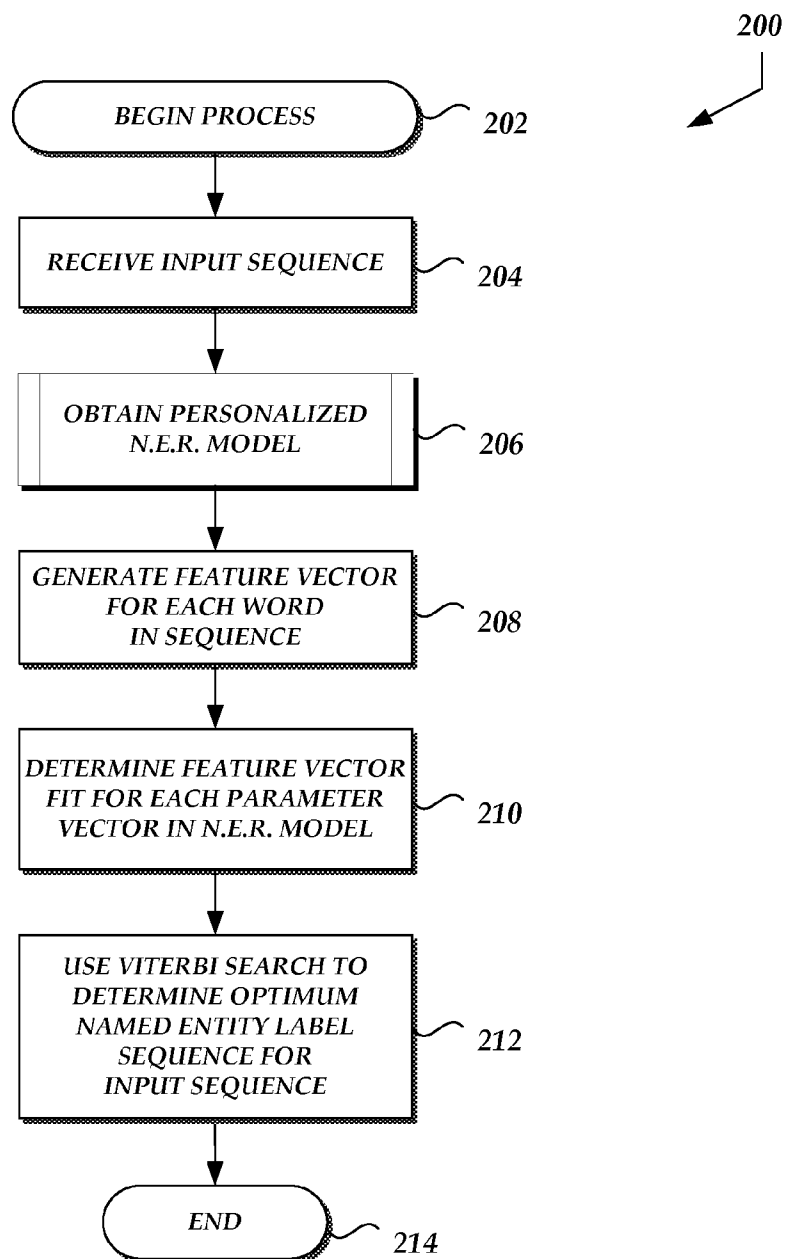 200
BEGIN PROCESS
202
RECEIVE INPUT SEQUENCE
204
OBTAIN PERSONALIZED
N.E.R. MODEL
206
GENERATE FEATURE VECTOR
FOR EACH WORD
IN SEQUENCE
208
DETERMINE FEATURE VECTOR
FIT FOR EACH PARAMETER
VECTOR IN N.E.R. MODEL
210
USE VITERBI SEARCH TO
DETERMINE OPTIMUM
NAMED ENTITY LABEL
SEQUENCE FOR
INPUT SEQUENCE
212
END
214